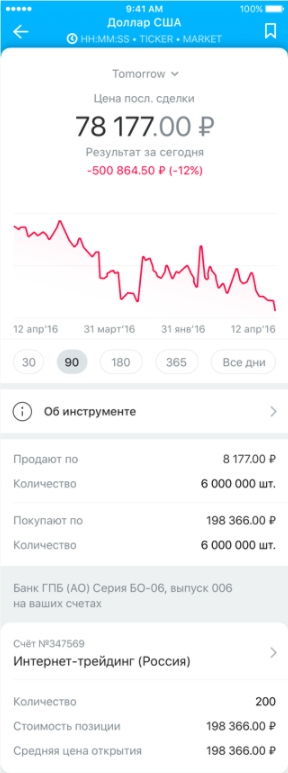 9:41 AM 100%
Доллар США
HH:MM:SS • TICKER • MARKET
Tomorrow
Цена посл. сделки
78 177.00 ₽
Результат за сегодня
-500 864.50 ₽ (-12%)
12 апр'16 31 март'16 31 янв'16 12 апр'16
30 90 180 365 Все дни
Об инструменте
Продают по 8 177.00 ₽
Количество 6 000 000 шт.
Покупают по 198 366.00 ₽
Количество 6 000 000 шт.
Банк ГПБ (АО) Серия БО-06, выпуск 006
на ваших счетах
Счёт №347569
Интернет-трейдинг (Россия)
Количество 200
Стоимость позиции 198 366.00 ₽
Средняя цена открытия 198 366.00 ₽